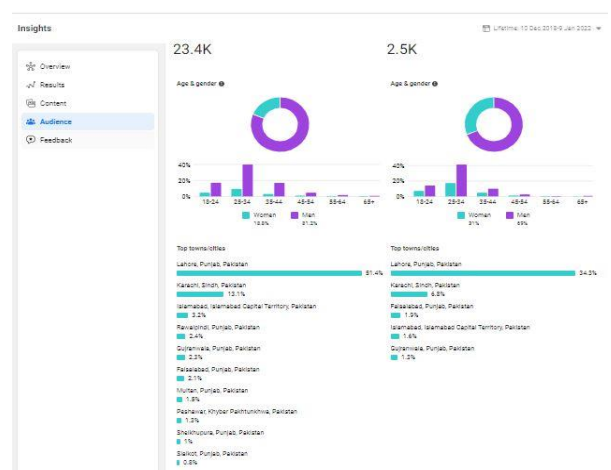 Insights
Lifetime: 10 Dec 2019-9 Jan 2022
Overview
Results
Content
Audience
Feedback
23.4K
Age & gender
40%
20%
0%
18-24 25-34 35-44 45-54 55-64 65+
Women
18.8%
Men
81.2%
Top towns/cities
Lahore, Punjab, Pakistan
51.4%
Karachi, Sindh, Pakistan
13.1%
Islamabad, Islamabad Capital Territory, Pakistan
3.2%
Rawalpindi, Punjab, Pakistan
2.4%
Gujranwala, Punjab, Pakistan
2.3%
Faisalabad, Punjab, Pakistan
2.1%
Multan, Punjab, Pakistan
1.8%
Peshawar, Khyber Pakhtunkhwa, Pakistan
1.3%
Sheikhupura, Punjab, Pakistan
1%
Sialkot, Punjab, Pakistan
0.8%
2.5K
Age & gender
40%
20%
0%
18-24 25-34 35-44 45-54 55-64 65+
Women
31%
Men
69%
Top towns/cities
Lahore, Punjab, Pakistan
34.3%
Karachi, Sindh, Pakistan
6.8%
Faisalabad, Punjab, Pakistan
1.9%
Islamabad, Islamabad Capital Territory, Pakistan
1.6%
Gujranwala, Punjab, Pakistan
1.3%